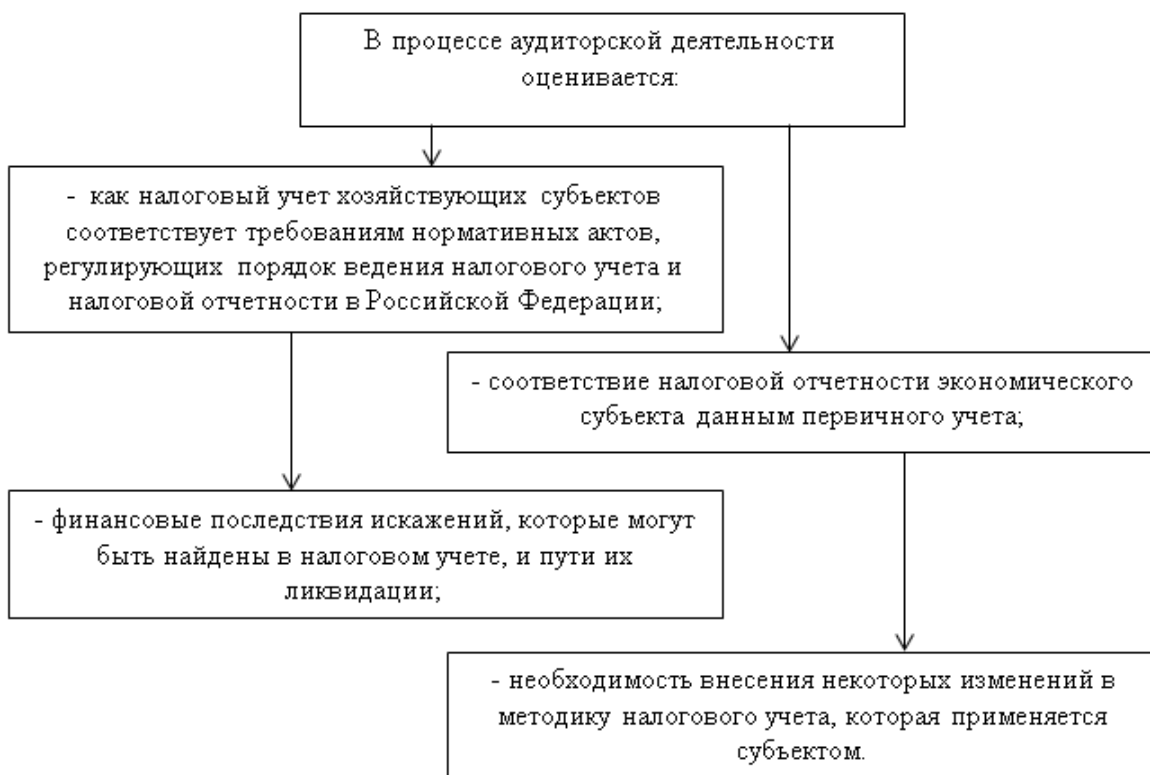 В процессе аудиторской деятельности
оценивается:
- как налоговый учет хозяйствующих субъектов
соответствует требованиям нормативных актов,
регулирующих порядок ведения налогового учета и
налоговой отчетности в Российской Федерации;
- соответствие налоговой отчетности экономического
субъекта данным первичного учета;
- финансовые последствия искажений, которые могут
быть найдены в налоговом учете, и пути их
ликвидации;
- необходимость внесения некоторых изменений в
методику налогового учета, которая применяется
субъектом.